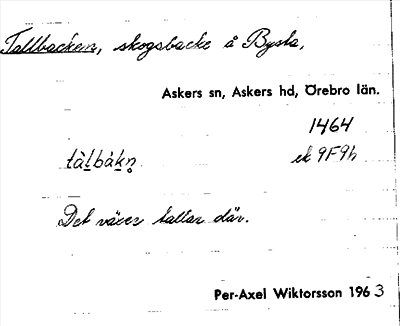 Tallbacken, skogsbacke å Bysta,
Askers sn, Askers hd, Örebro län.
1464
tàlbákn ek 9F9h
Det växer tallar där.
Per-Axel Wiktorsson 1963